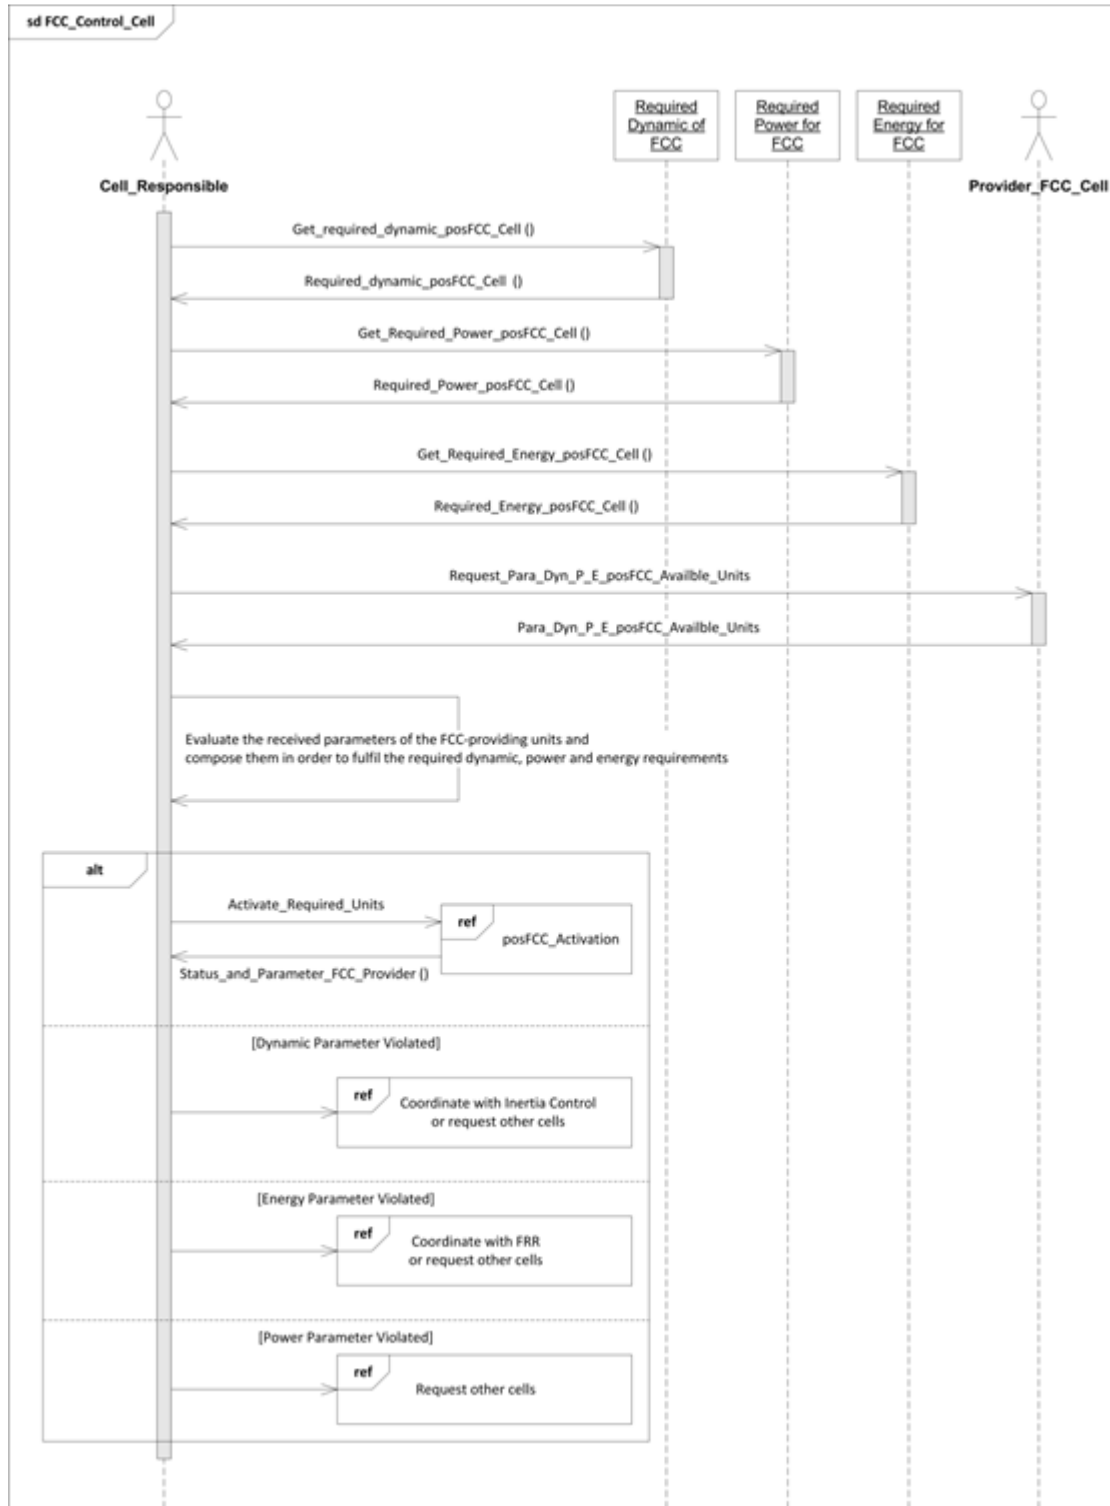 sd FCC_Control_Cell
Required
Dynamic of
FCC
Required
Power for
FCC
Required
Energy for
FCC
Cell_Responsible
Provider_FCC_Cell
Get_required_dynamic_posFCC_Cell ()
Required_dynamic_posFCC_Cell ()
Get_Required_Power_posFCC_Cell ()
Required_Power_posFCC_Cell ()
Get_Required_Energy_posFCC_Cell ()
Required_Energy_posFCC_Cell ()
Request_Para_Dyn_P_E_posFCC_Availble_Units
Para_Dyn_P_E_posFCC_Availble_Units
Evaluate the received parameters of the FCC-providing units and
compose them in order to fulfil the required dynamic, power and energy requirements
alt
Activate_Required_Units
ref
posFCC_Activation
Status_and_Parameter_FCC_Provider ()
[Dynamic Parameter Violated]
ref
Coordinate with Inertia Control
or request other cells
[Energy Parameter Violated]
ref
Coordinate with FRR
or request other cells
[Power Parameter Violated]
ref
Request other cells